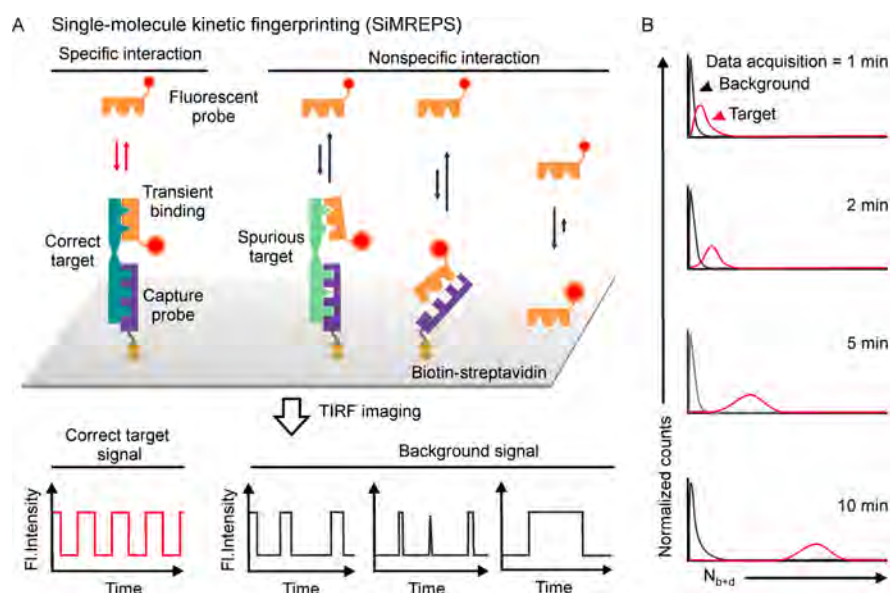 A Single-molecule kinetic fingerprinting (SiMREPS)
Specific interaction
Nonspecific interaction
Fluorescent probe
Transient
binding
Correct
target
Capture
probe
Spurious
target
Biotin-streptavidin
TIRF imaging
Correct target
signal
Background signal
Fl.Intensity
Time
Fl.Intensity
Time
Time
Time
B
Data acquisition = 1 min
Background
Target
2 min
5 min
10 min
Normalized counts
Nb+d